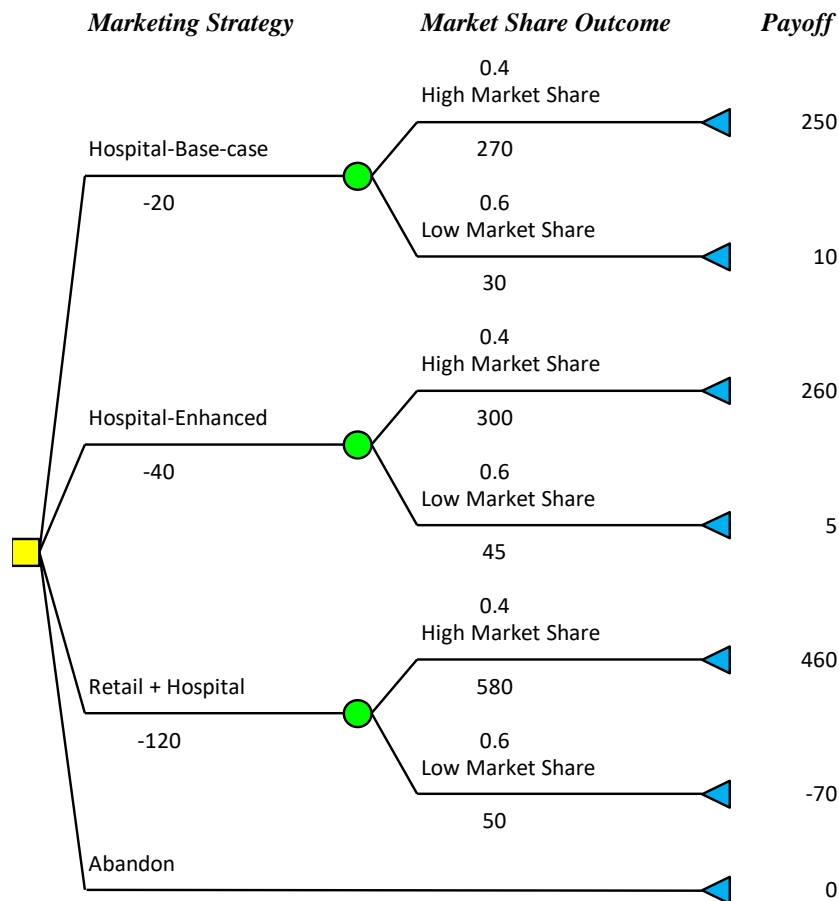 Marketing Strategy Market Share Outcome Payoff
0.4
High Market Share
250
Hospital-Base-case
270
-20
0.6
Low Market Share
10
30
0.4
High Market Share
260
Hospital-Enhanced
300
-40
0.6
Low Market Share
5
45
0.4
High Market Share
460
Retail + Hospital
580
-120
0.6
Low Market Share
-70
50
Abandon
0